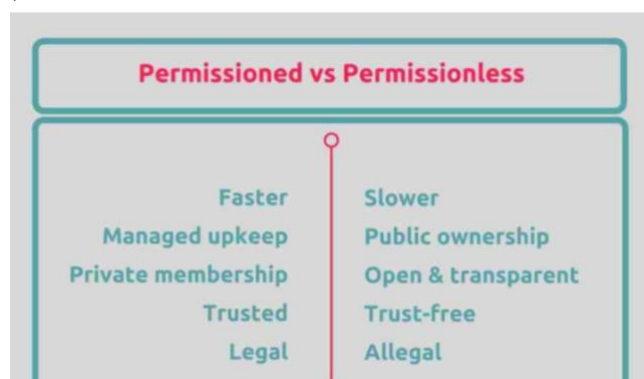 Permissioned vs Permissionless
Faster
Slower
Managed upkeep
Public ownership
Private membership
Open & transparent
Trusted
Trust-free
Legal
Allegal